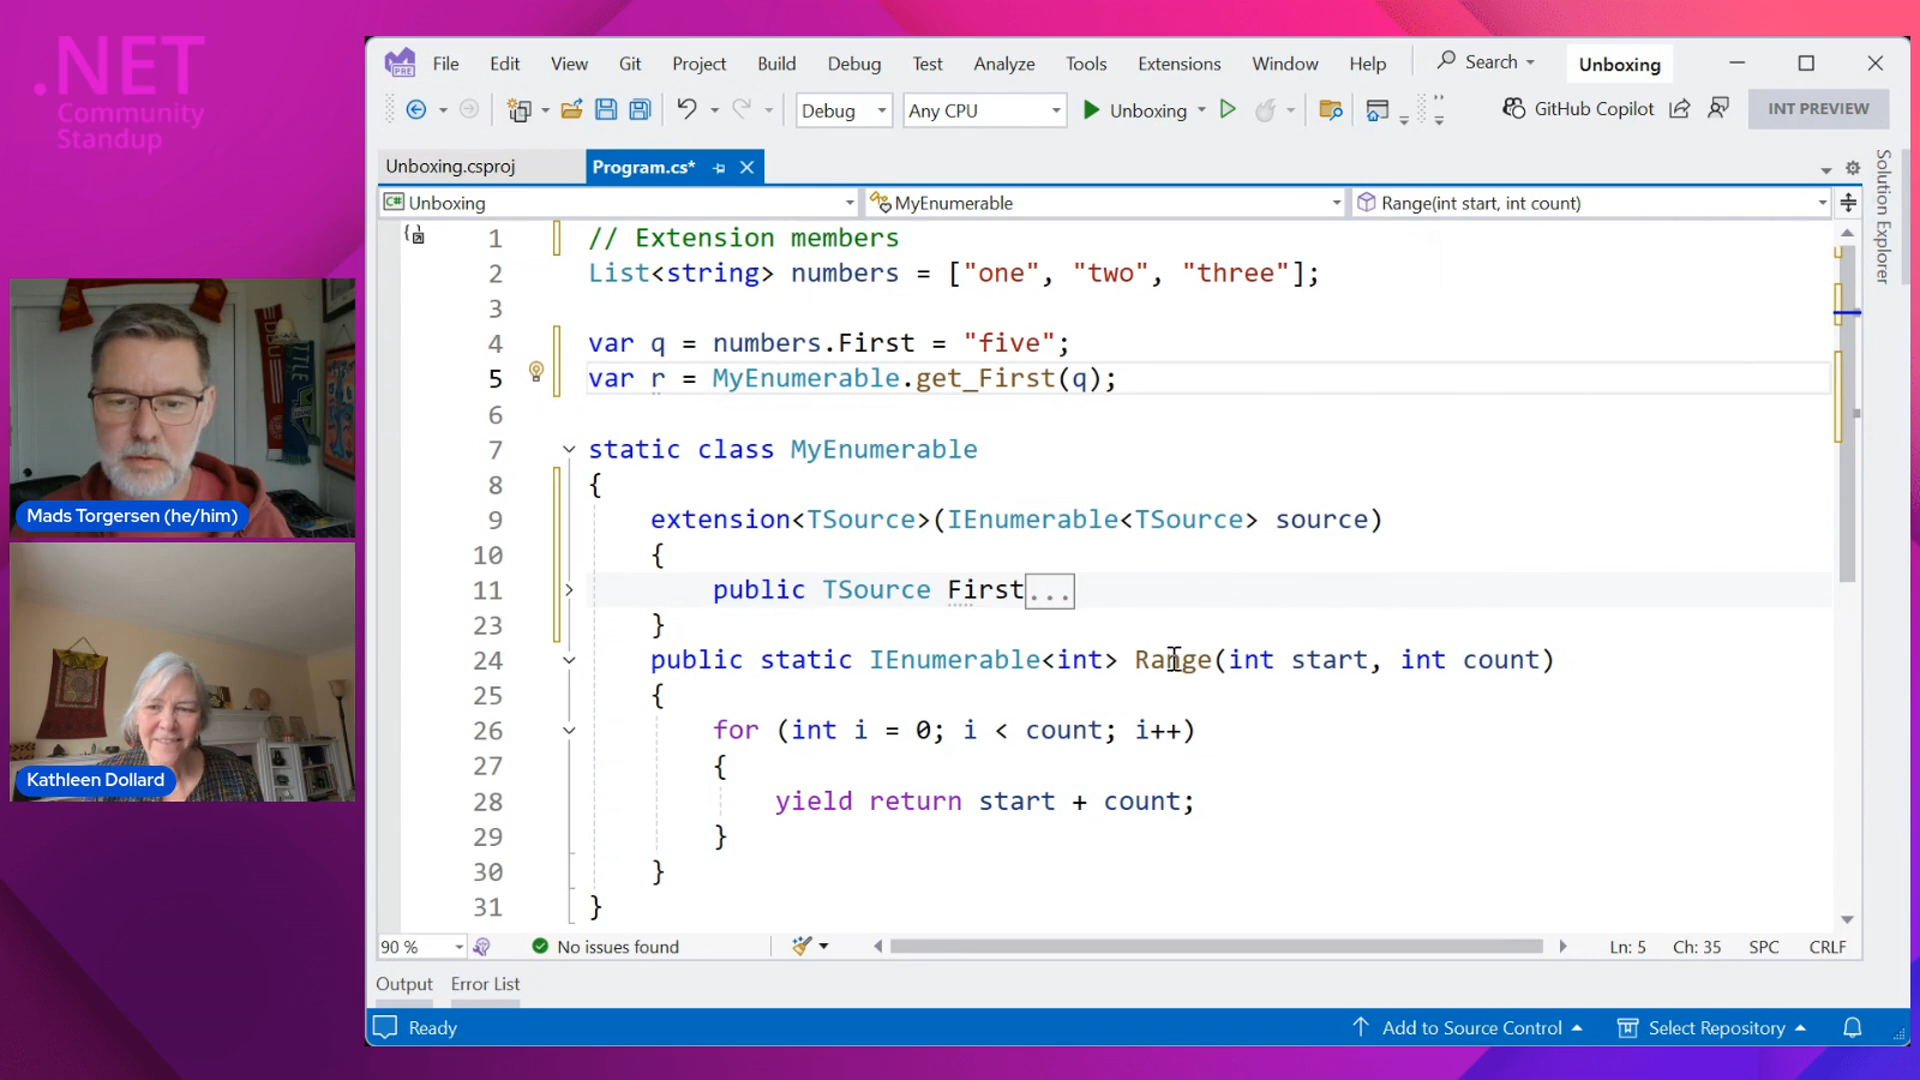 .NET
Community
Standup
Mads Torgersen (he/him)
Kathleen Dollard
PRE
File Edit View Git Project Build Debug Test Analyze Tools Extensions Window Help Search Unboxing
Debug Any CPU Unboxing GitHub Copilot INT PREVIEW
Unboxing.csproj Program.cs*
C# Unboxing MyEnumerable Range(int start, int count)
Solution Explorer
1 // Extension members
2 List<string> numbers = ["one", "two", "three"];
3
4 var q = numbers.First = "five";
5 var r = MyEnumerable.get_First(q);
6
7 static class MyEnumerable
8 {
9 extension<TSource>(IEnumerable<TSource> source)
10 {
11 public TSource First...
23 }
24 public static IEnumerable<int> Range(int start, int count)
25 {
26 for (int i = 0; i < count; i++)
27 {
28 yield return start + count;
29 }
30 }
31 }
90 % No issues found Ln: 5 Ch: 35 SPC CRLF
Output Error List
Ready Add to Source Control Select Repository